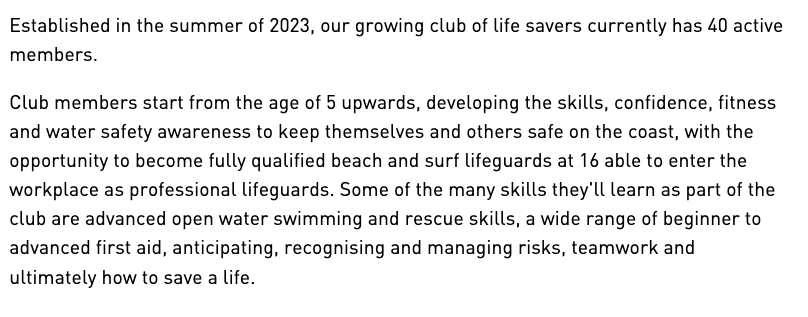 Established in the summer of 2023, our growing club of life savers currently has 40 active
members.
Club members start from the age of 5 upwards, developing the skills, confidence, fitness
and water safety awareness to keep themselves and others safe on the coast, with the
opportunity to become fully qualified beach and surf lifeguards at 16 able to enter the
workplace as professional lifeguards. Some of the many skills they'll learn as part of the
club are advanced open water swimming and rescue skills, a wide range of beginner to
advanced first aid, anticipating, recognising and managing risks, teamwork and
ultimately how to save a life.